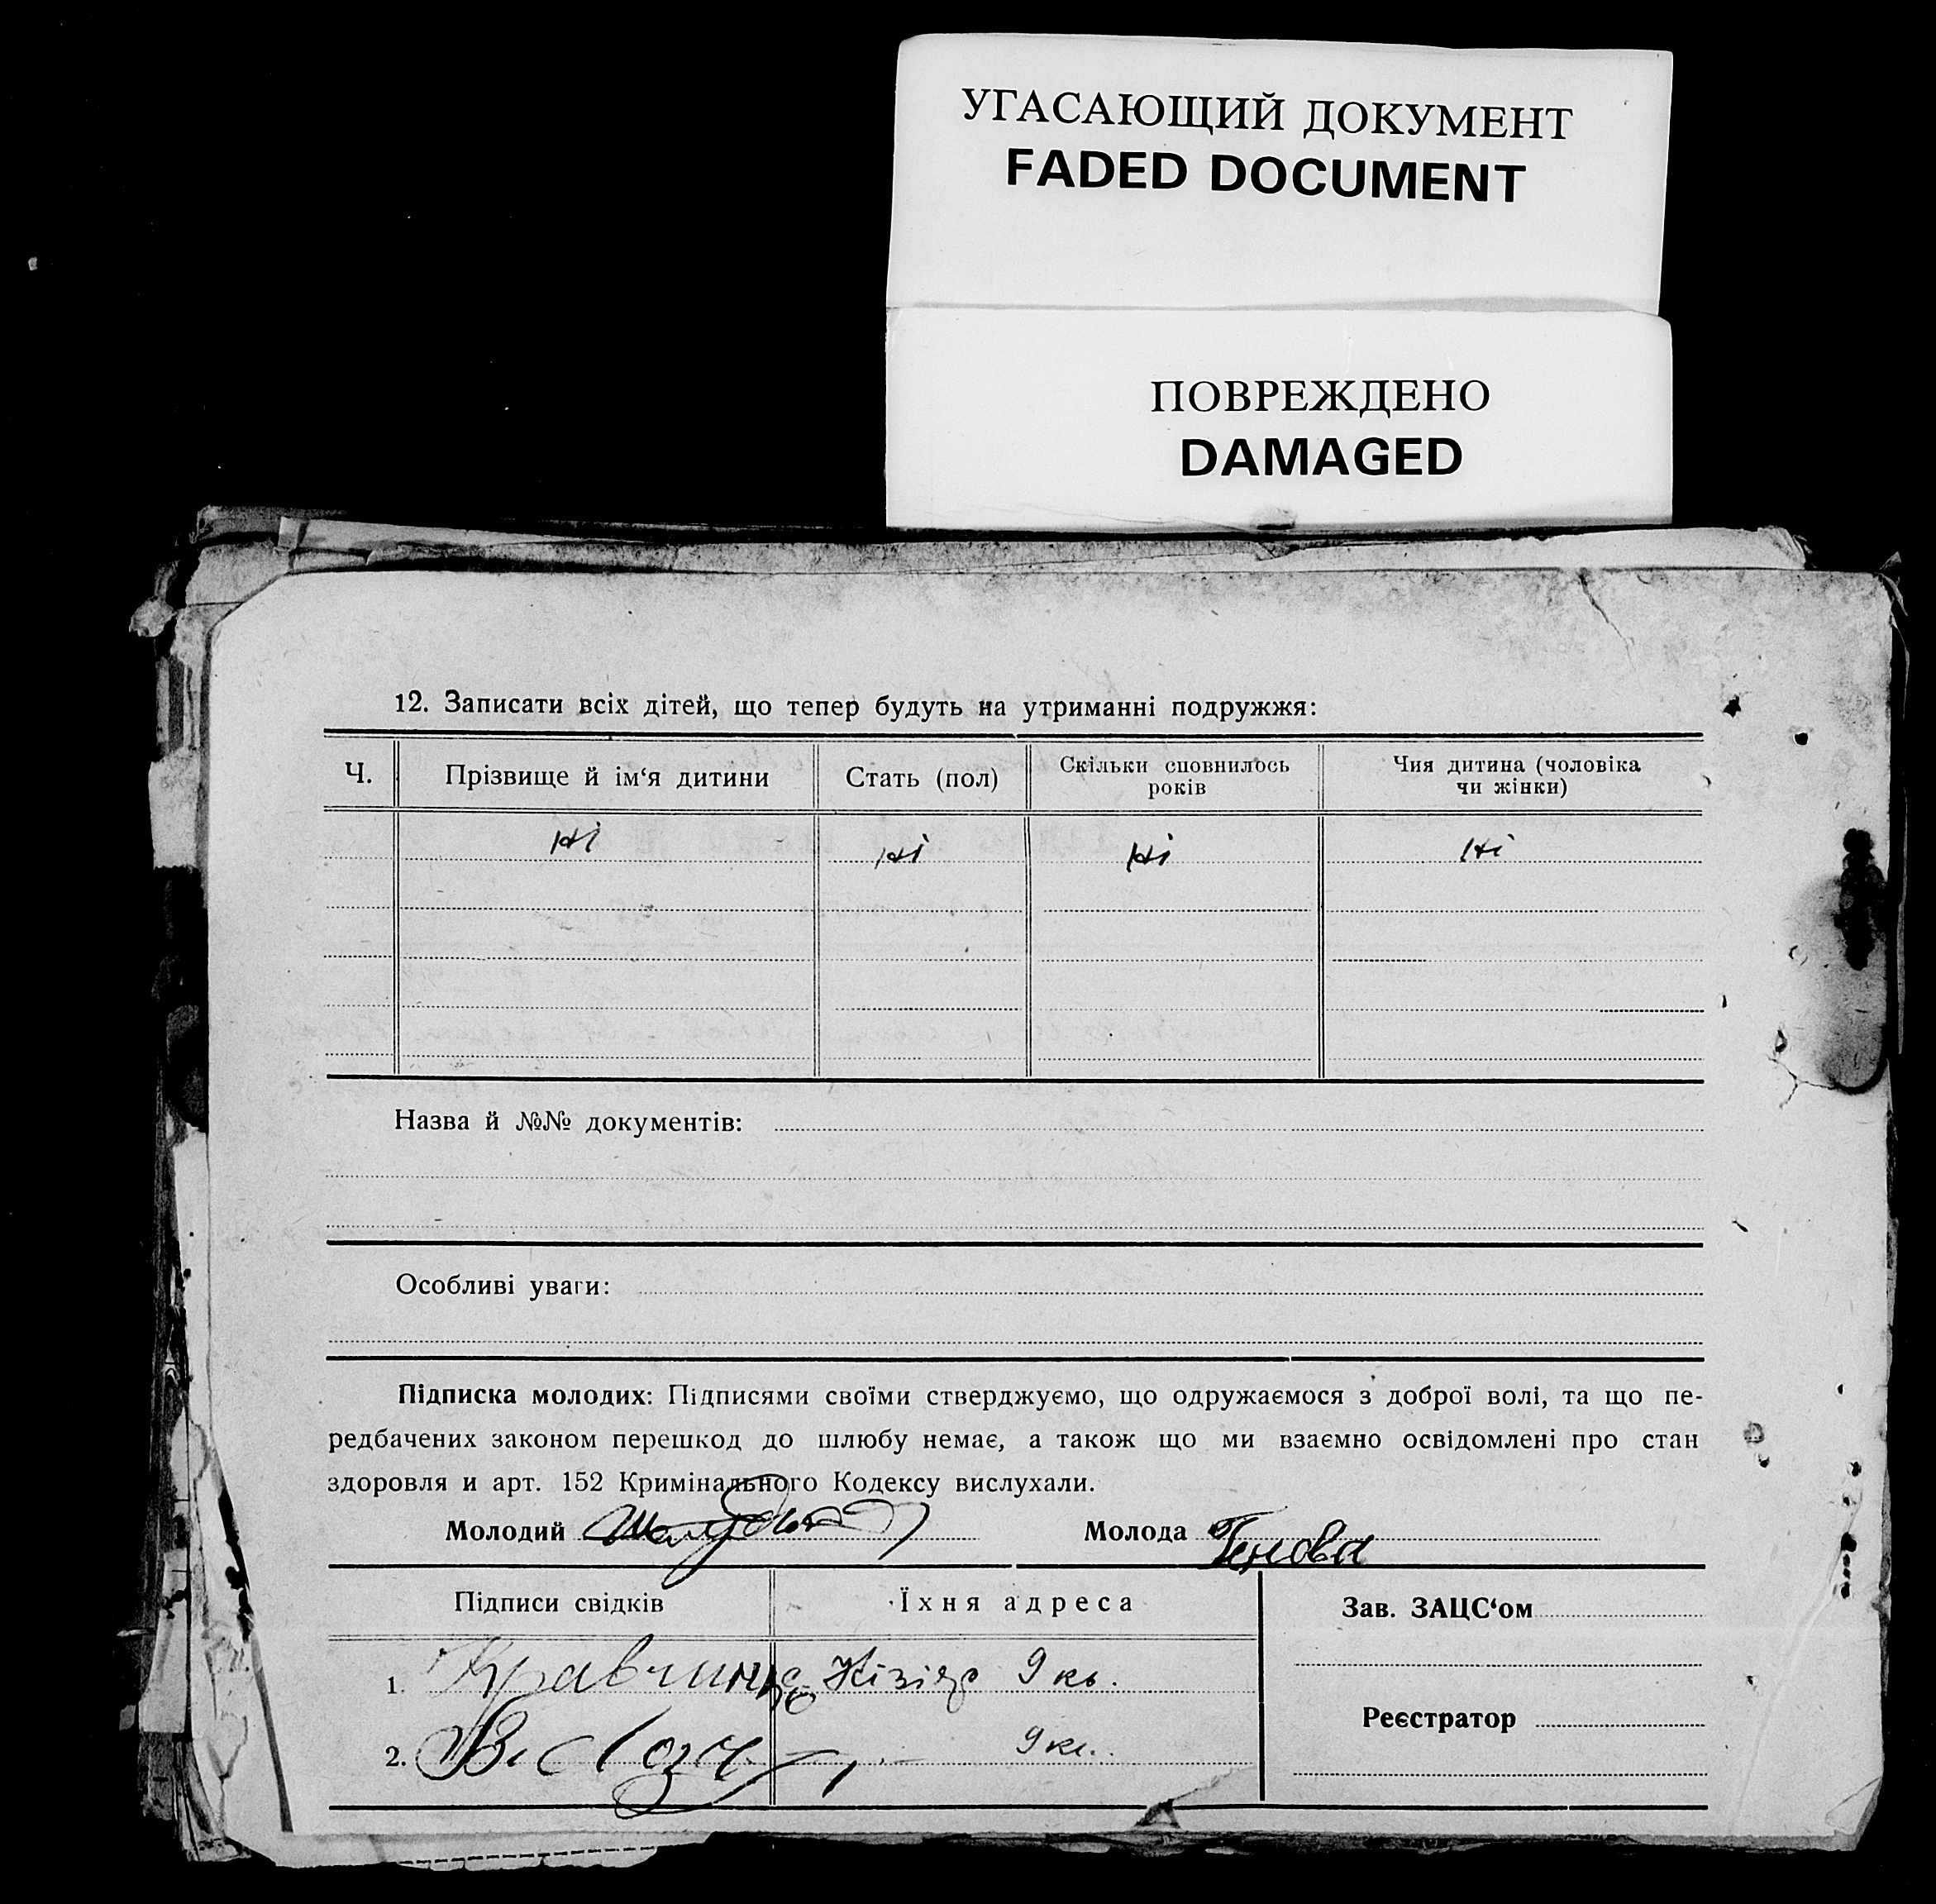 УГАСАЮЩИЙ ДОКУМЕНТ
FADED DOCUMENT
ПОВРЕЖДЕНО
DAMAGED
12. Записати всіх дітей, що тепер будуть на утриманні подружжя:
Ч. Прізвище й ім‘я дитини Стать (пол) Скільки сповнилось років Чия дитина (чоловіка чи жінки)
ні ні ні ні
Назва й №№ документів:
Особливі уваги:
Підписка молодих: Підписями своїми стверджуємо, що одружаємося з доброї волі, та що пе-
редбачених законом перешкод до шлюбу немає, а також що ми взаємно освідомлені про стан
здоровля и арт. 152 Кримінального Кодексу вислухали.
Молодий Молода
Підписи свідків Їхня адреса Зав. ЗАЦС‘ом
1. 9 кв.
Реєстратор
2. В.